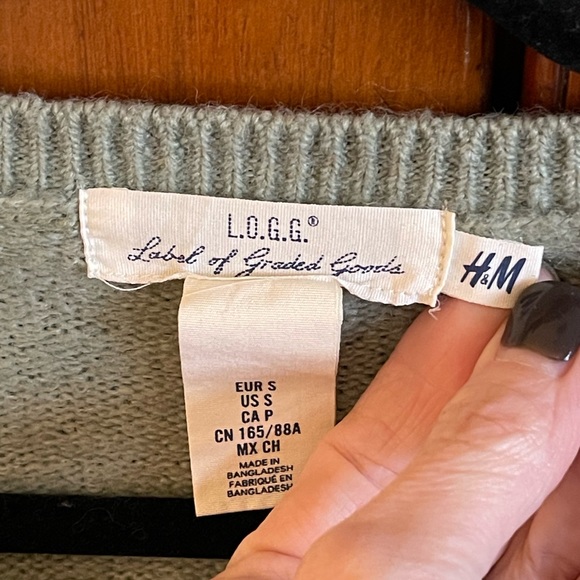 L.O.G.G.®
Label of Graded Goods
H&M
EUR S
US S
CA P
CN 165/88A
MX CH
MADE IN
BANGLADESH
FABRIQUÉ EN
BANGLADESH